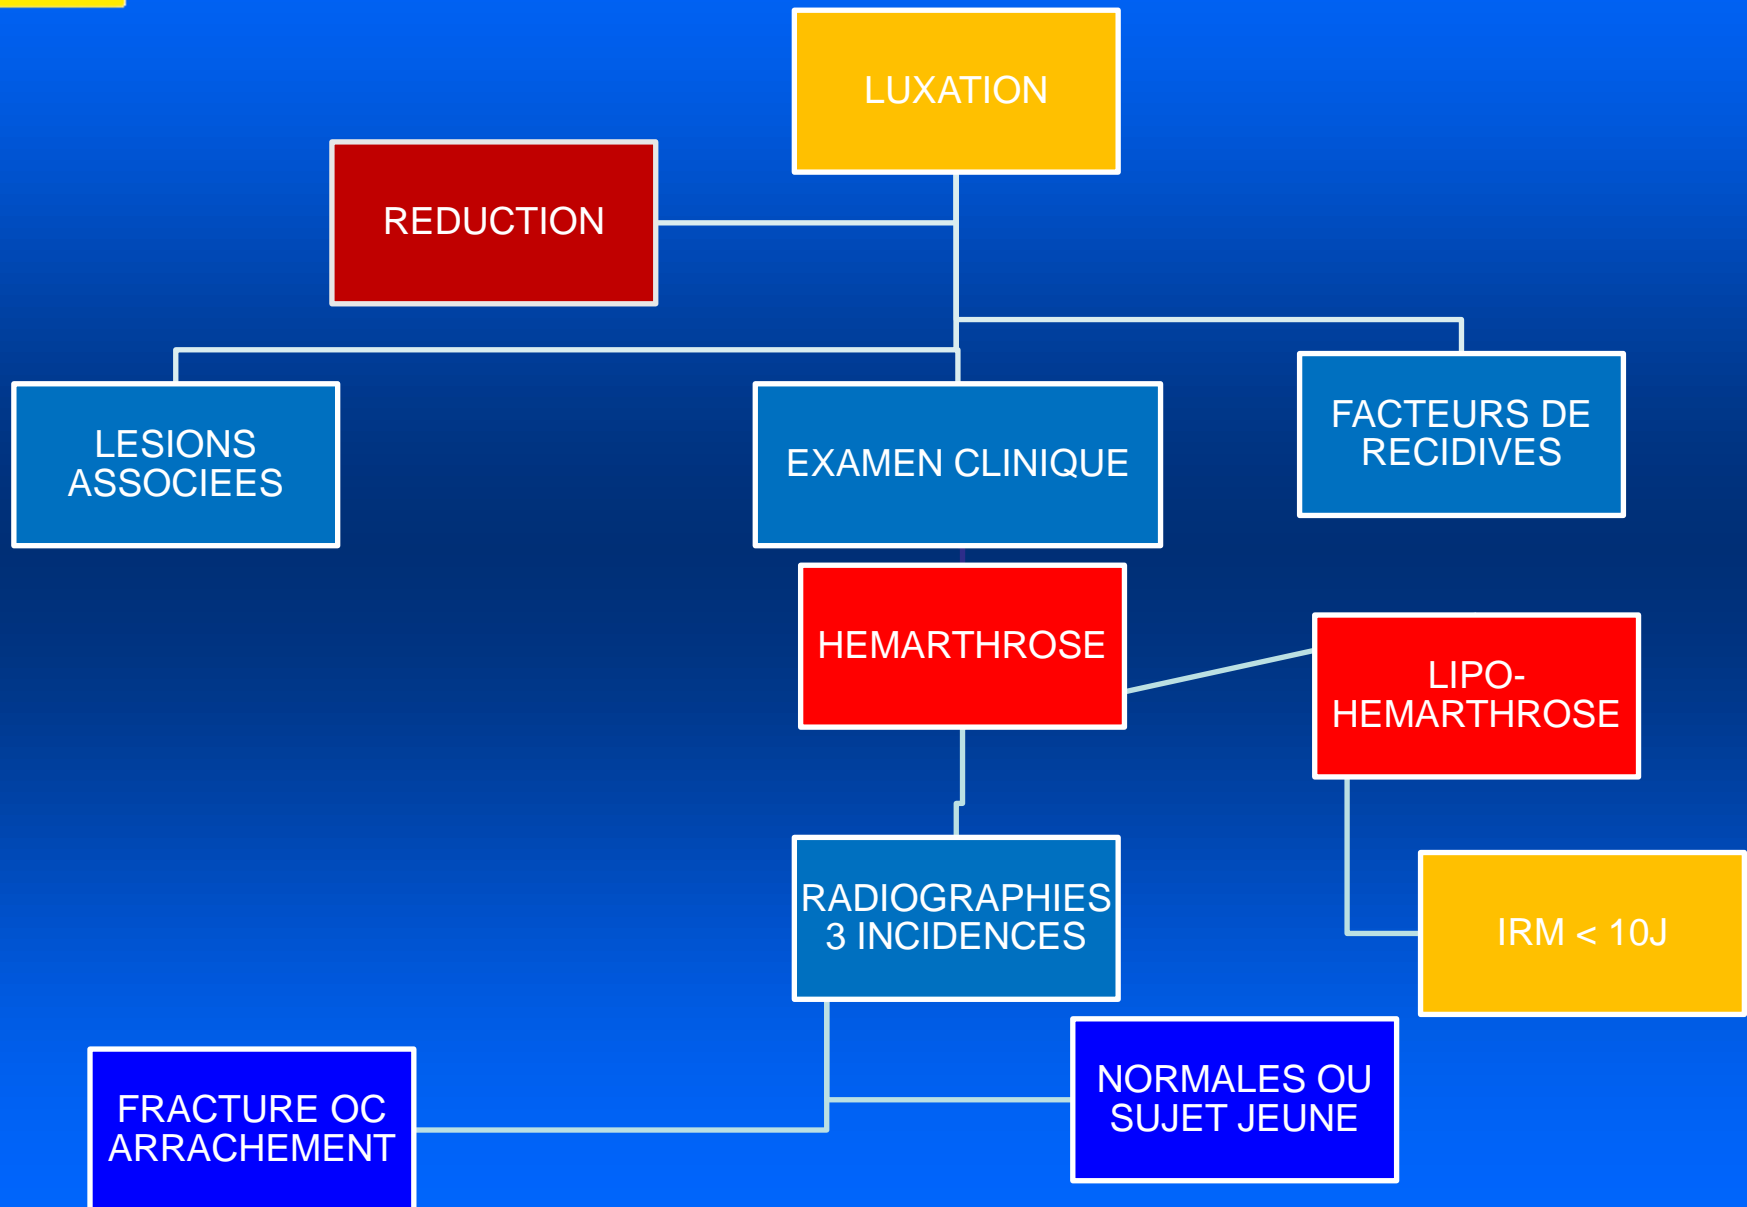 LUXATION
REDUCTION
LESIONS
ASSOCIEES
EXAMEN CLINIQUE
FACTEURS DE
RECIDIVES
HEMARTHROSE
LIPO-
HEMARTHROSE
RADIOGRAPHIES
3 INCIDENCES
IRM < 10J
FRACTURE OC
ARRACHEMENT
NORMALES OU
SUJET JEUNE